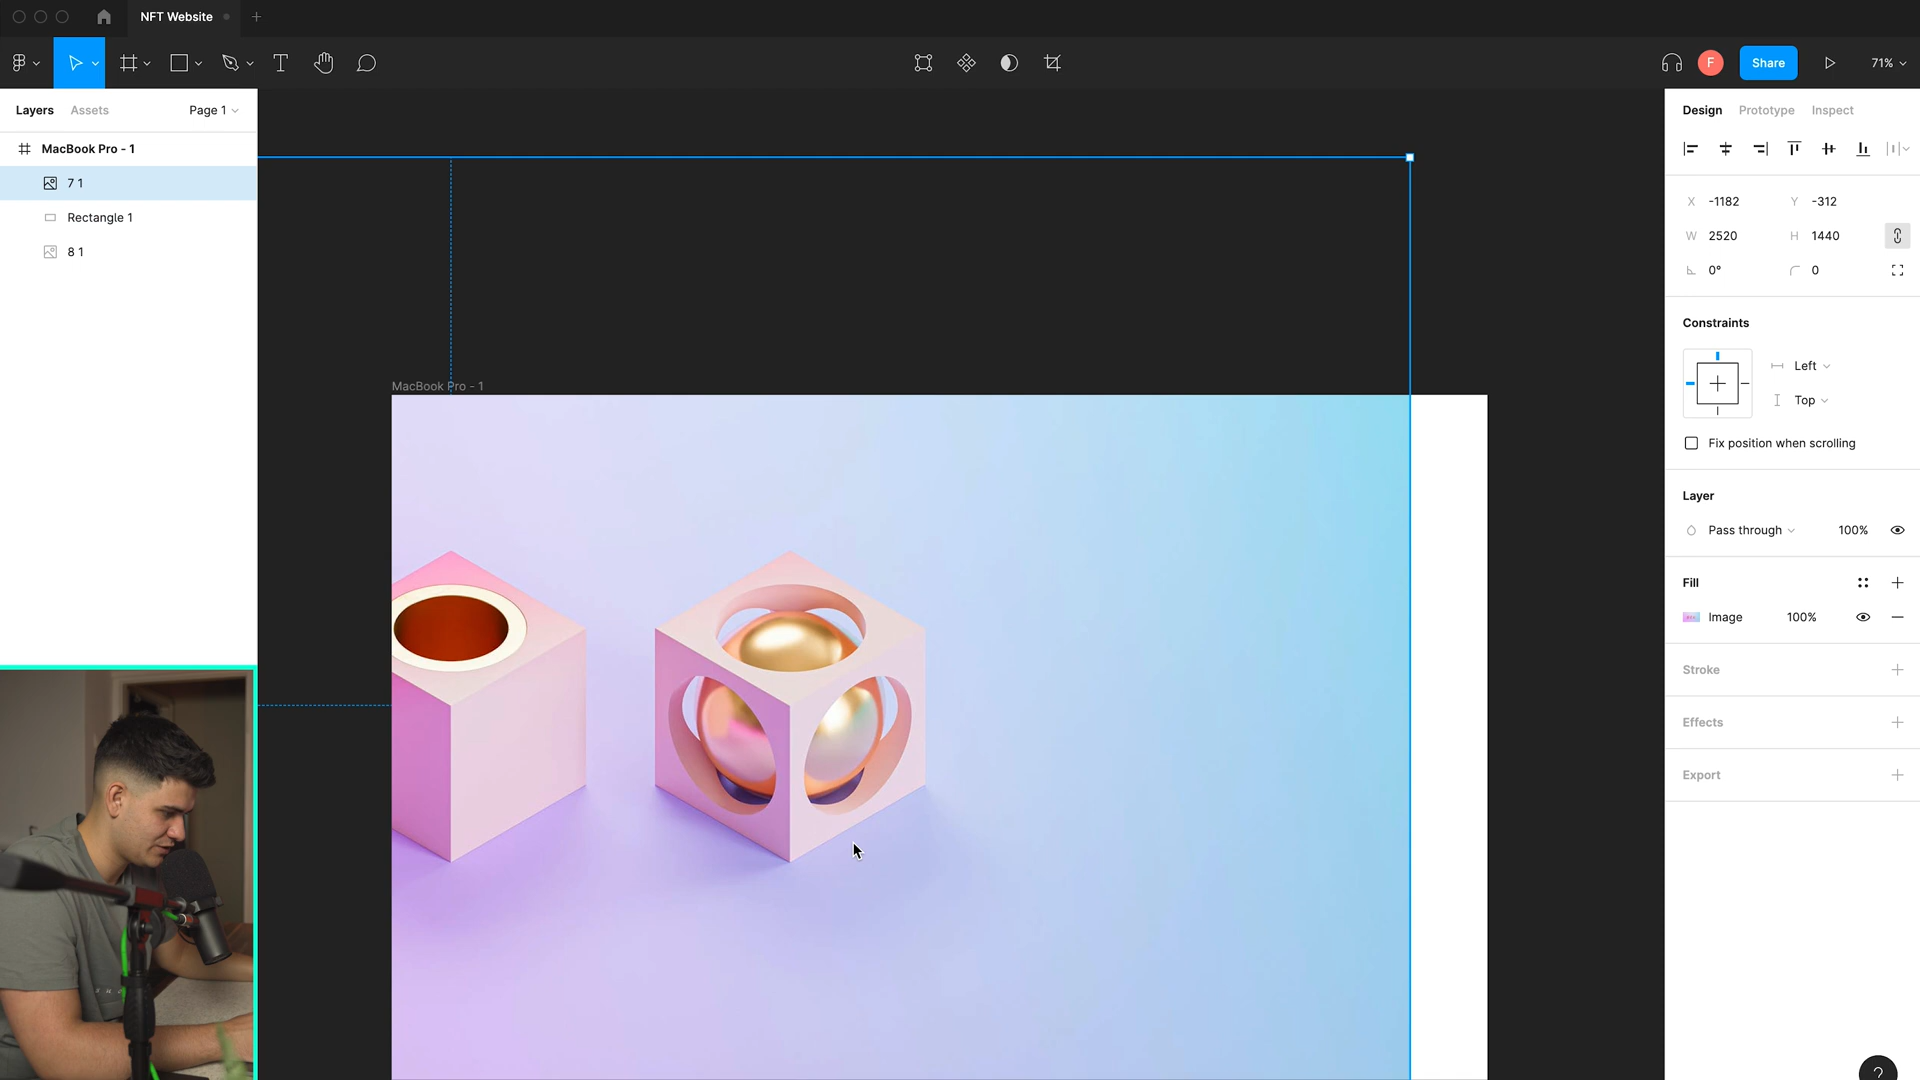 NFT Website
F
Share
71%
Layers
Assets
Page 1
MacBook Pro - 1
7 1
Rectangle 1
8 1
MacBook Pro - 1
Design
Prototype
Inspect
X -1182
Y -312
W 2520
H 1440
0°
0
Constraints
Left
Top
Fix position when scrolling
Layer
Pass through
100%
Fill
Image
100%
Stroke
Effects
Export
?